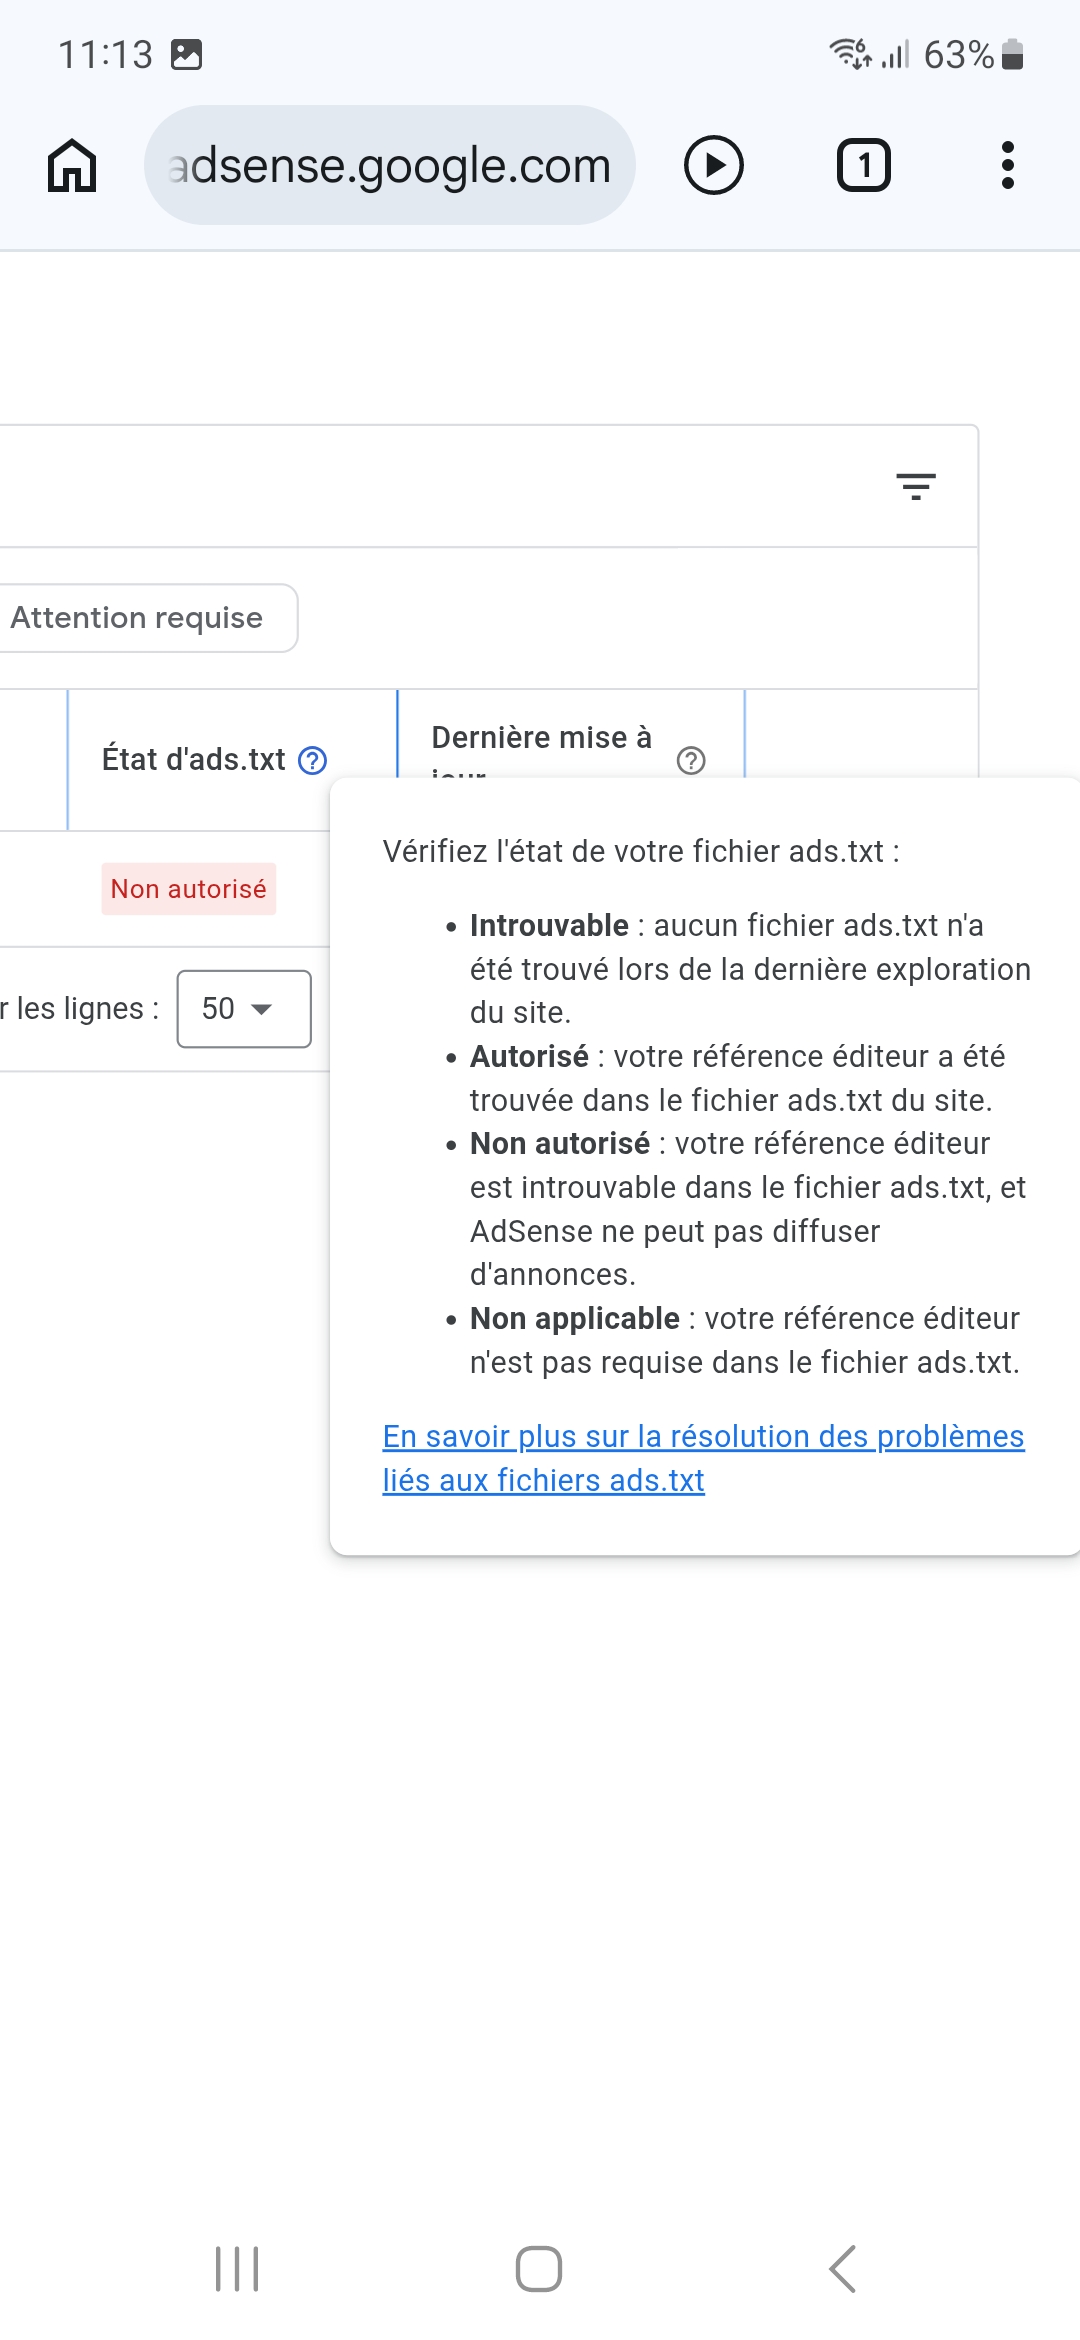 11:13
63%
adsense.google.com
1
Attention requise
État d'ads.txt
Dernière mise à
jour
Non autorisé
r les lignes :
50
Vérifiez l'état de votre fichier ads.txt :
• Introuvable : aucun fichier ads.txt n'a
été trouvé lors de la dernière exploration
du site.
• Autorisé : votre référence éditeur a été
trouvée dans le fichier ads.txt du site.
• Non autorisé : votre référence éditeur
est introuvable dans le fichier ads.txt, et
AdSense ne peut pas diffuser
d'annonces.
• Non applicable : votre référence éditeur
n'est pas requise dans le fichier ads.txt.
En savoir plus sur la résolution des problèmes
liés aux fichiers ads.txt